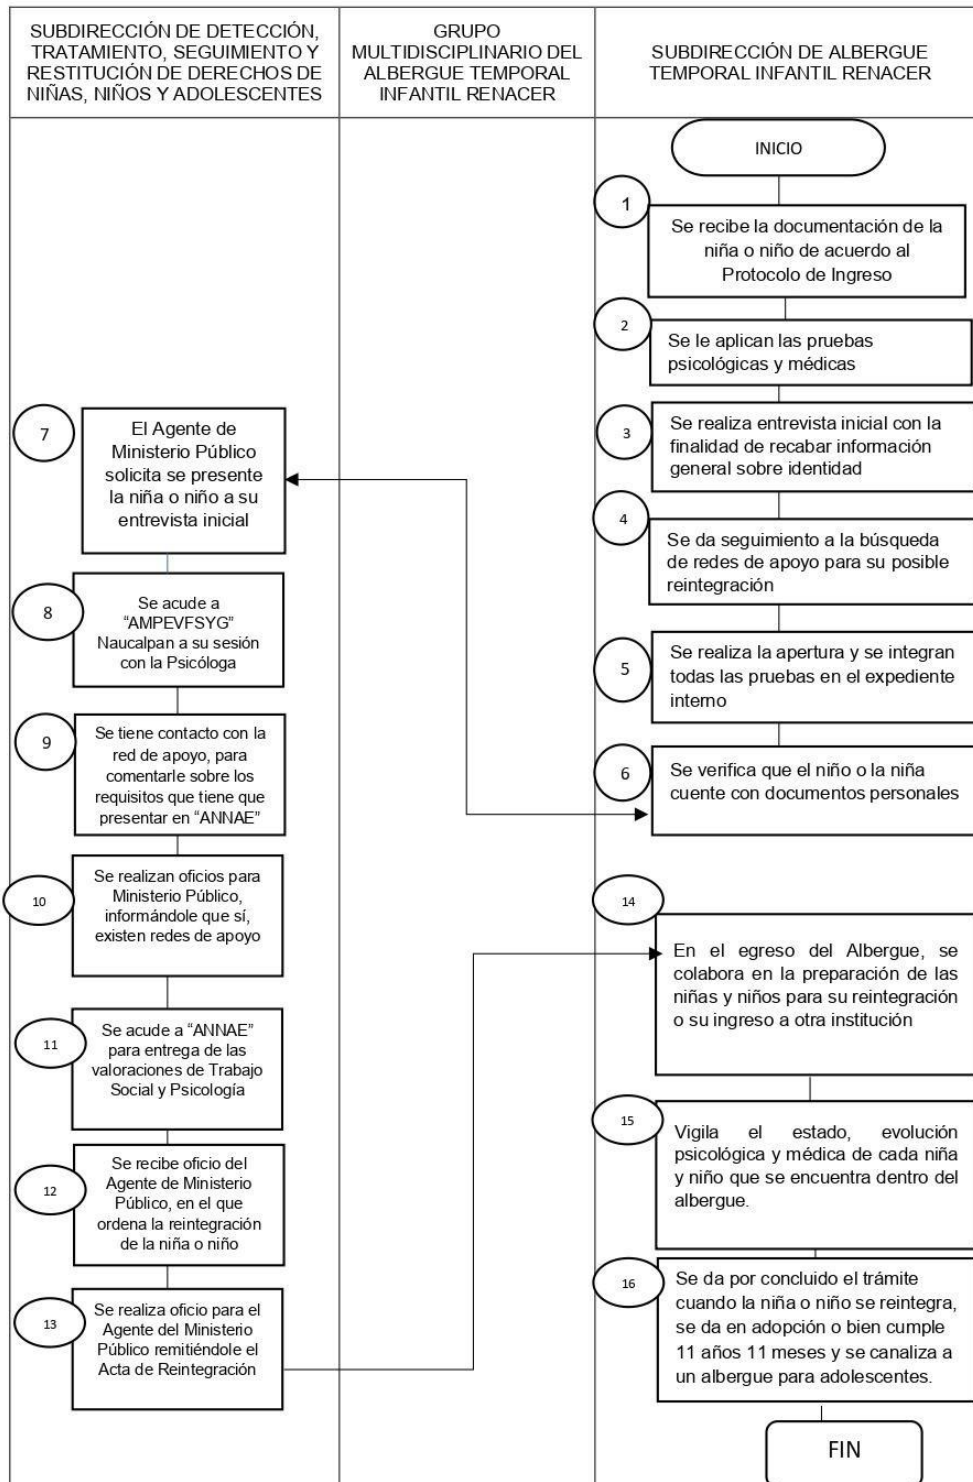 SUBDIRECCIÓN DE DETECCIÓN,
TRATAMIENTO, SEGUIMIENTO Y
RESTITUCIÓN DE DERECHOS DE
NIÑAS, NIÑOS Y ADOLESCENTES
GRUPO
MULTIDISCIPLINARIO DEL
ALBERGUE TEMPORAL
INFANTIL RENACER
SUBDIRECCIÓN DE ALBERGUE
TEMPORAL INFANTIL RENACER
INICIO
1
Se recibe la documentación de la
niña o niño de acuerdo al
Protocolo de Ingreso
2
Se le aplican las pruebas
psicológicas y médicas
3
Se realiza entrevista inicial con la
finalidad de recabar información
general sobre identidad
4
Se da seguimiento a la búsqueda
de redes de apoyo para su posible
reintegración
5
Se realiza la apertura y se integran
todas las pruebas en el expediente
interno
6
Se verifica que el niño o la niña
cuente con documentos personales
7
El Agente de
Ministerio Público
solicita se presente
la niña o niño a su
entrevista inicial
8
Se acude a
“AMPEVFSYG”
Naucalpan a su sesión
con la Psicóloga
9
Se tiene contacto con la
red de apoyo, para
comentarle sobre los
requisitos que tiene que
presentar en “ANNAE”
10
Se realizan oficios para
Ministerio Público,
informándole que sí,
existen redes de apoyo
11
Se acude a “ANNAE”
para entrega de las
valoraciones de Trabajo
Social y Psicología
12
Se recibe oficio del
Agente de Ministerio
Público, en el que
ordena la reintegración
de la niña o niño
13
Se realiza oficio para el
Agente del Ministerio
Público remitiéndole el
Acta de Reintegración
14
En el egreso del Albergue, se
colabora en la preparación de las
niñas y niños para su reintegración
o su ingreso a otra institución
15
Vigila el estado, evolución
psicológica y médica de cada niña
y niño que se encuentra dentro del
albergue.
16
Se da por concluido el trámite
cuando la niña o niño se reintegra,
se da en adopción o bien cumple
11 años 11 meses y se canaliza a
un albergue para adolescentes.
FIN